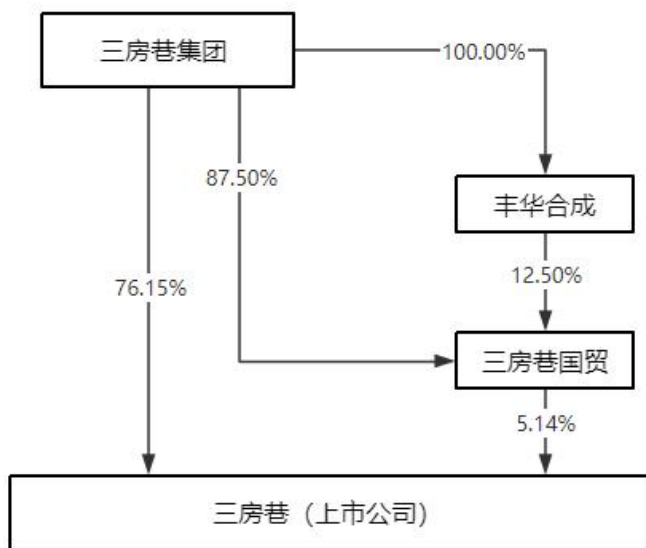 三房巷集团
100.00%
87.50%
丰华合成
76.15%
12.50%
三房巷国贸
5.14%
三房巷（上市公司）